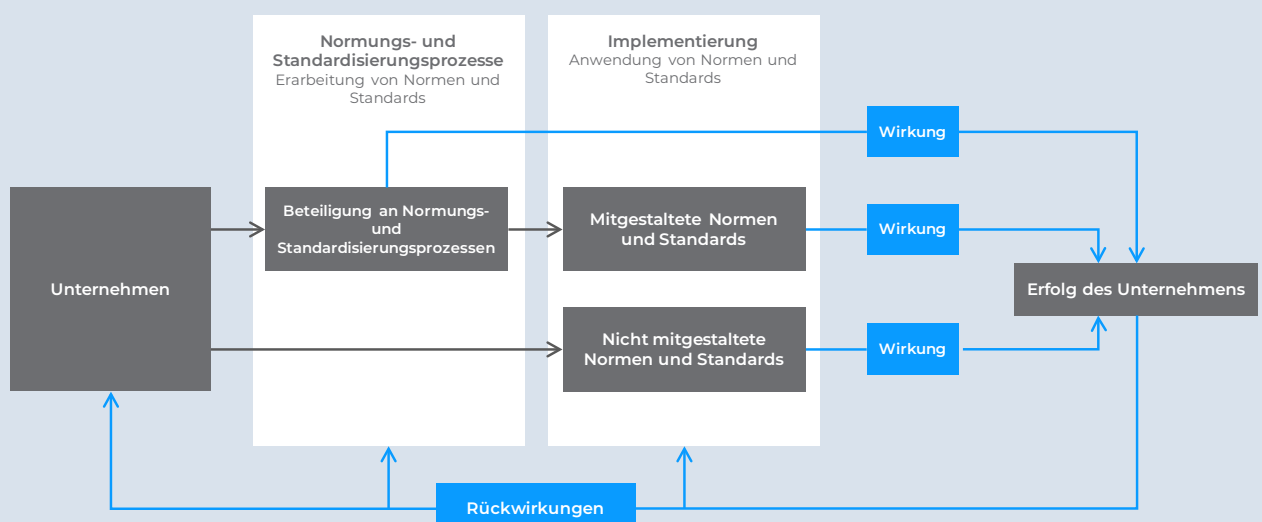 Normungs- und
Standardisierungsprozesse
Erarbeitung von Normen und
Standards
Implementierung
Anwendung von Normen und
Standards
Wirkung
Unternehmen
Beteiligung an Normungs-
und
Standardisierungsprozessen
Mitgestaltete Normen
und Standards
Wirkung
Erfolg des Unternehmens
Nicht mitgestaltete
Normen und Standards
Wirkung
Rückwirkungen